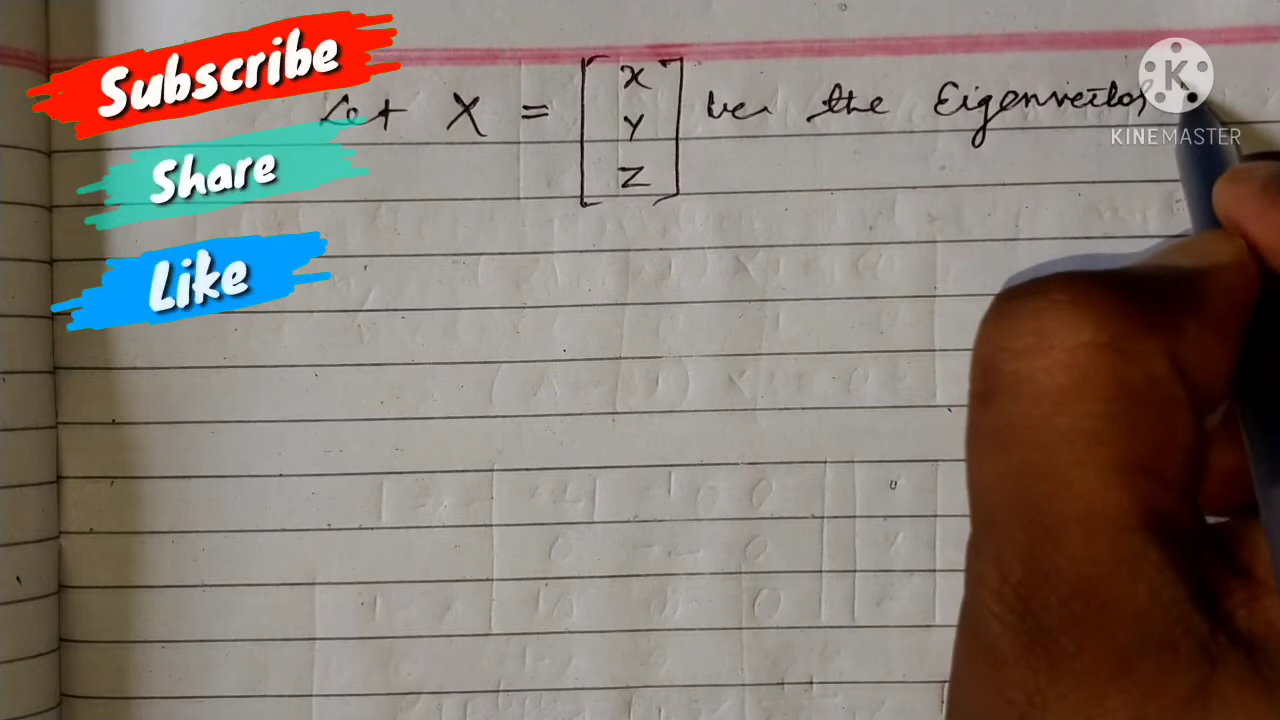 Subscribe
Share
Like
Let X = [x y z] be the Eigenvector
K
KINEMASTER